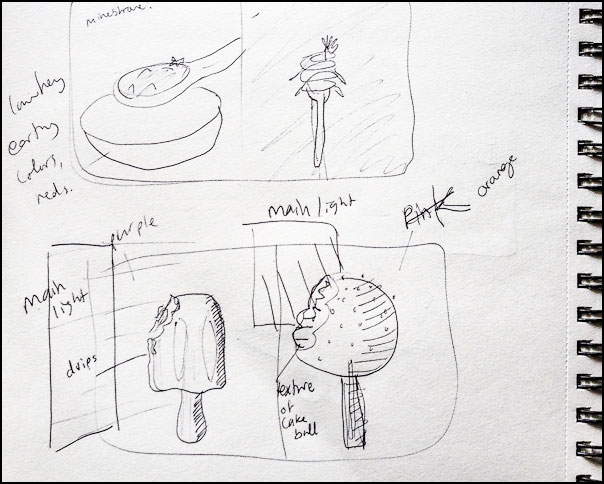 minestrone.
lowkey
earthy
colors,
reds.
main light
Pink
orange
purple
main
light
drips
texture
of
cake
ball